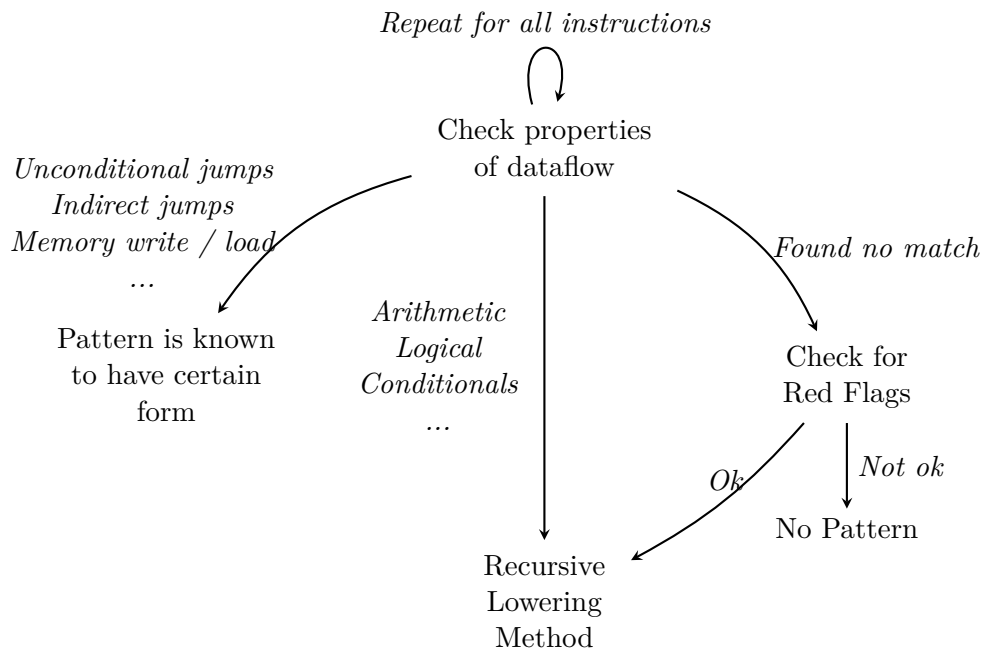 Repeat for all instructions
Check properties
of dataflow
Unconditional jumps
Indirect jumps
Memory write / load
...
Found no match
Arithmetic
Logical
Conditionals
...
Pattern is known
to have certain
form
Check for
Red Flags
Ok
Not ok
No Pattern
Recursive
Lowering
Method